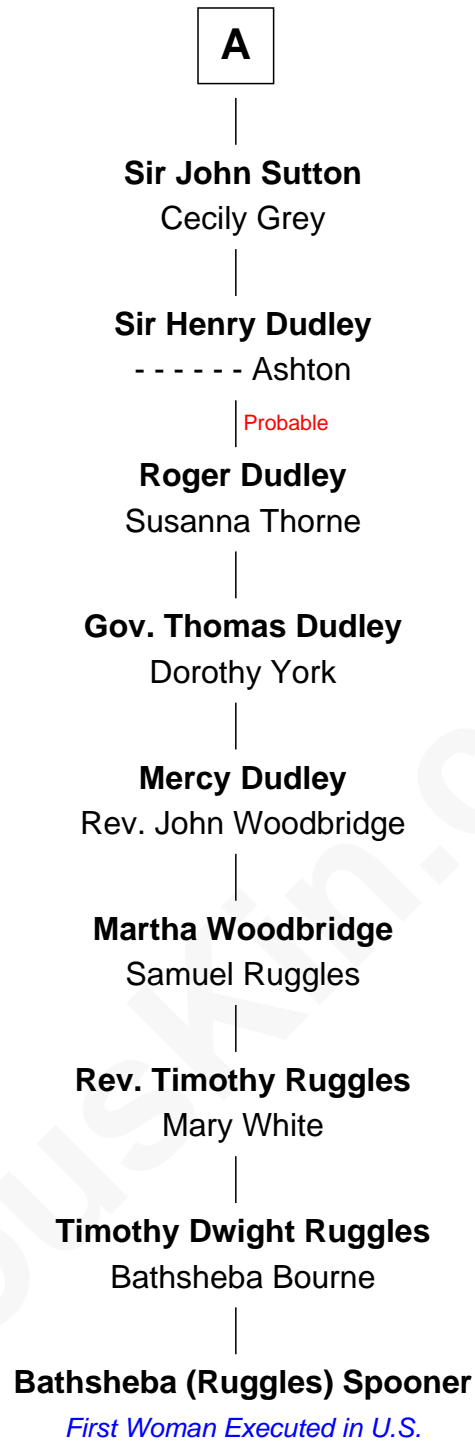 A
Sir John Sutton
Cecily Grey
Sir Henry Dudley
- - - - - - Ashton
Probable
Roger Dudley
Susanna Thorne
Gov. Thomas Dudley
Dorothy York
Mercy Dudley
Rev. John Woodbridge
Martha Woodbridge
Samuel Ruggles
Rev. Timothy Ruggles
Mary White
Timothy Dwight Ruggles
Bathsheba Bourne
Bathsheba (Ruggles) Spooner
First Woman Executed in U.S.